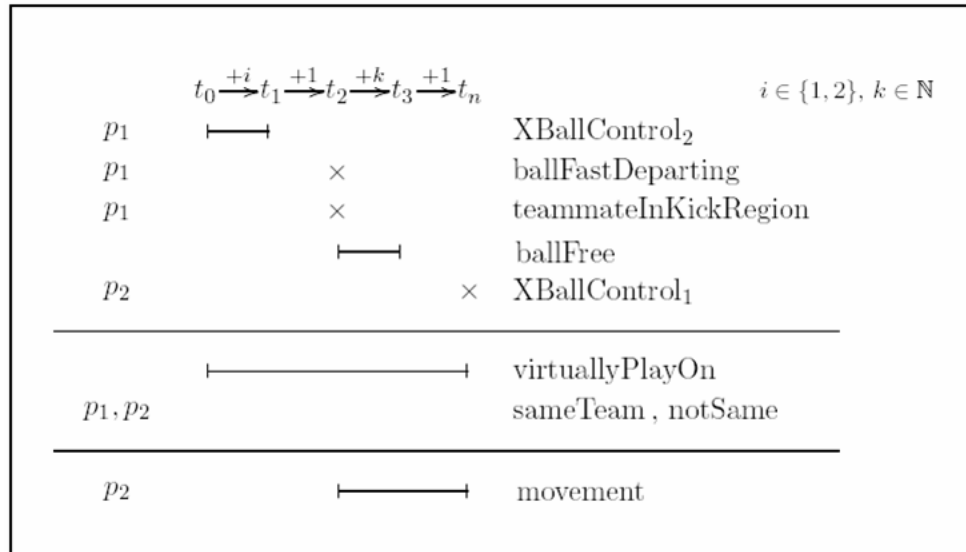 t₀ +i→ t₁ +1→ t₂ +k→ t₃ +1→ tₙ i ∈ {1, 2}, k ∈ ℕ
p₁ XBallControl₂
p₁ × ballFastDeparting
p₁ × teammateInKickRegion
ballFree
p₂ × XBallControl₁
virtuallyPlayOn
p₁, p₂ sameTeam , notSame
p₂ movement